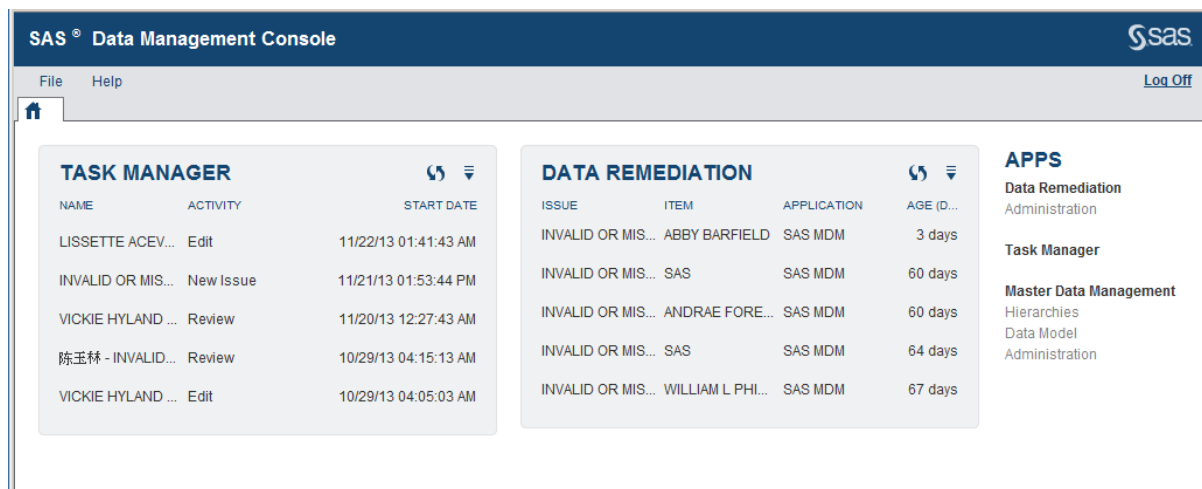 SAS ® Data Management Console
sas
File Help
Log Off
TASK MANAGER
NAME ACTIVITY START DATE
LISSETTE ACEV... Edit 11/22/13 01:41:43 AM
INVALID OR MIS... New Issue 11/21/13 01:53:44 PM
VICKIE HYLAND ... Review 11/20/13 12:27:43 AM
陈玉林 - INVALID... Review 10/29/13 04:15:13 AM
VICKIE HYLAND ... Edit 10/29/13 04:05:03 AM
DATA REMEDIATION
ISSUE ITEM APPLICATION AGE (D...
INVALID OR MIS... ABBY BARFIELD SAS MDM 3 days
INVALID OR MIS... SAS SAS MDM 60 days
INVALID OR MIS... ANDRAE FORE... SAS MDM 60 days
INVALID OR MIS... SAS SAS MDM 64 days
INVALID OR MIS... WILLIAM L PHI... SAS MDM 67 days
APPS
Data Remediation
Administration
Task Manager
Master Data Management
Hierarchies
Data Model
Administration